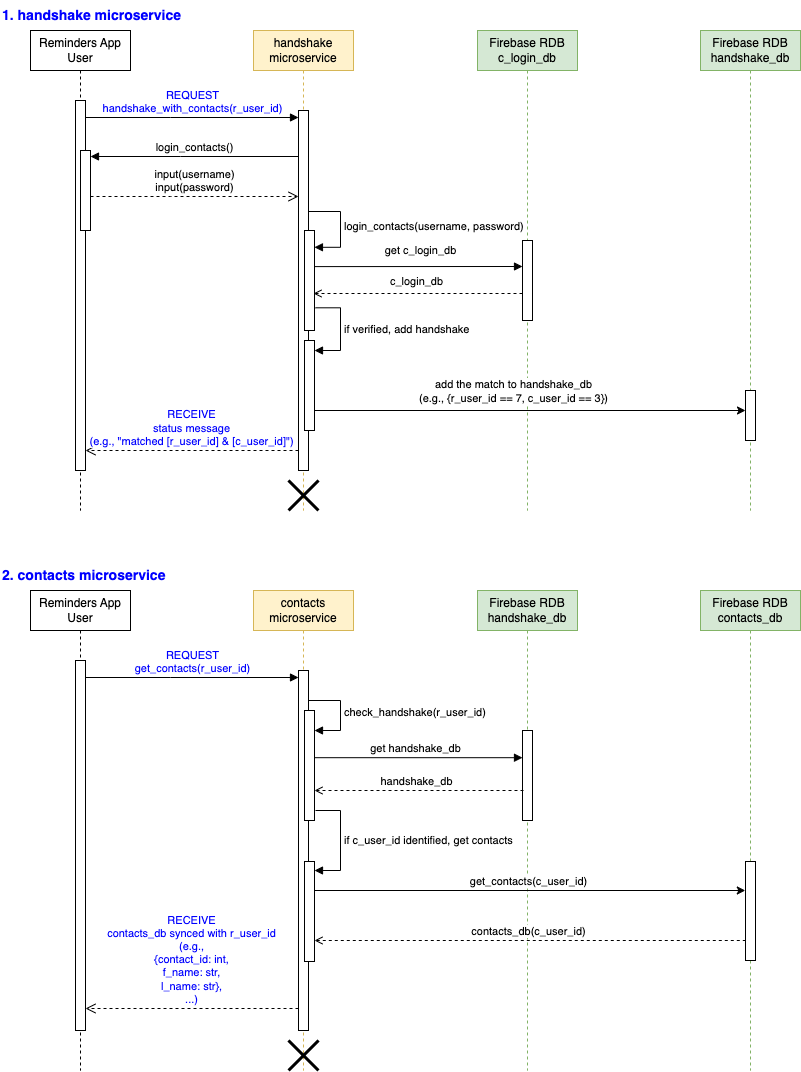 1. handshake microservice
Reminders App
User
handshake
microservice
Firebase RDB
c_login_db
Firebase RDB
handshake_db
REQUEST
handshake_with_contacts(r_user_id)
login_contacts()
input(username)
input(password)
login_contacts(username, password)
get c_login_db
c_login_db
if verified, add handshake
add the match to handshake_db
(e.g., {r_user_id == 7, c_user_id == 3})
RECEIVE
status message
(e.g., "matched [r_user_id] & [c_user_id]")
2. contacts microservice
Reminders App
User
contacts
microservice
Firebase RDB
handshake_db
Firebase RDB
contacts_db
REQUEST
get_contacts(r_user_id)
check_handshake(r_user_id)
get handshake_db
handshake_db
if c_user_id identified, get contacts
get_contacts(c_user_id)
contacts_db(c_user_id)
RECEIVE
contacts_db synced with r_user_id
(e.g.,
{contact_id: int,
f_name: str,
l_name: str},
...)